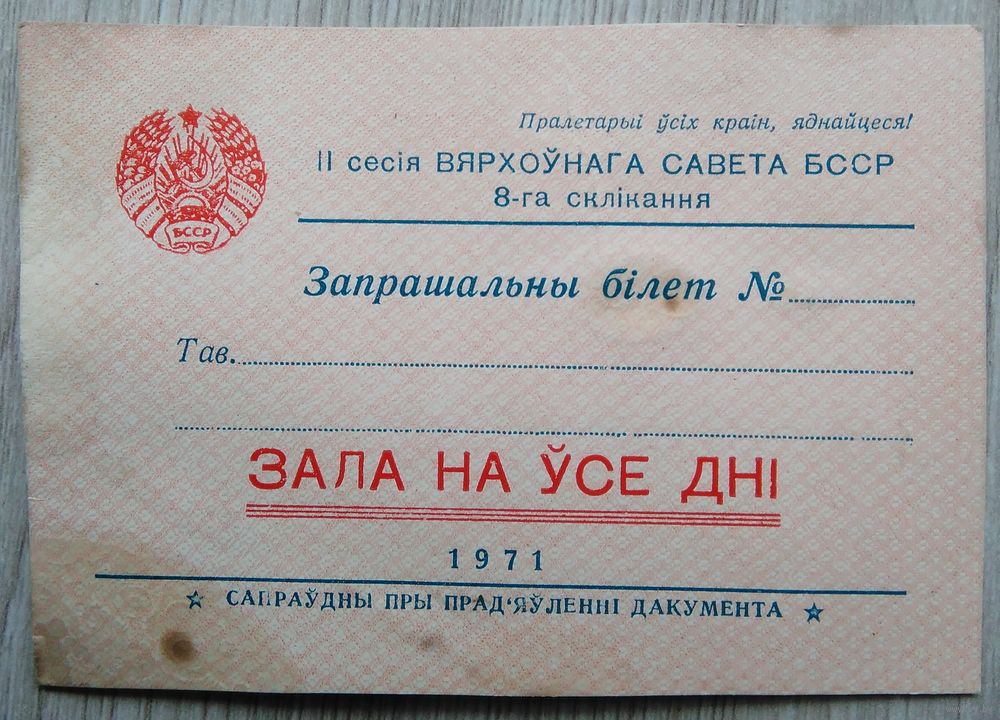 Пралетарыі ўсіх краін, яднайцеся!
II сесія ВЯРХОЎНАГА САВЕТА БССР
8-га склікання
БССР
Запрашальны білет №
Тав.
ЗАЛА НА ЎСЕ ДНІ
1971
☆ САПРАЎДНЫ ПРЫ ПРАД'ЯЎЛЕННІ ДАКУМЕНТА ☆